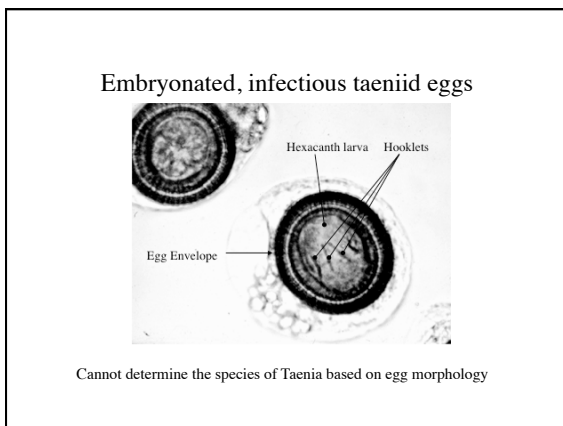 Embryonated, infectious taeniid eggs
Hexacanth larva Hooklets
Egg Envelope
Cannot determine the species of Taenia based on egg morphology